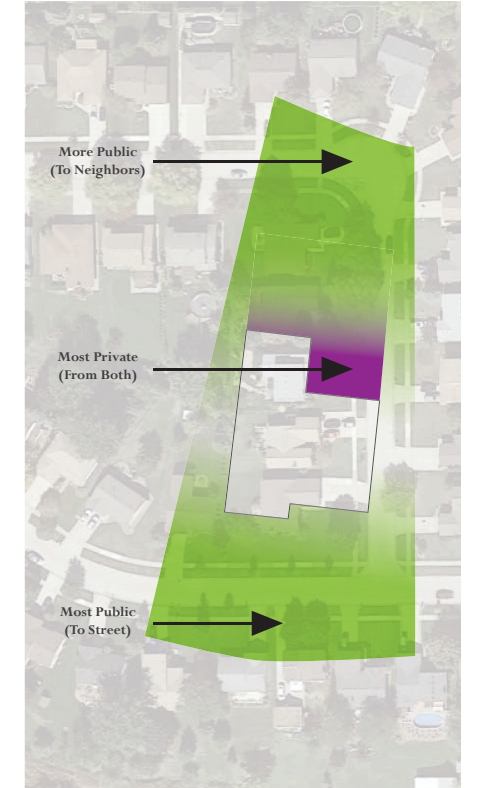 More Public
(To Neighbors)
Most Private
(From Both)
Most Public
(To Street)